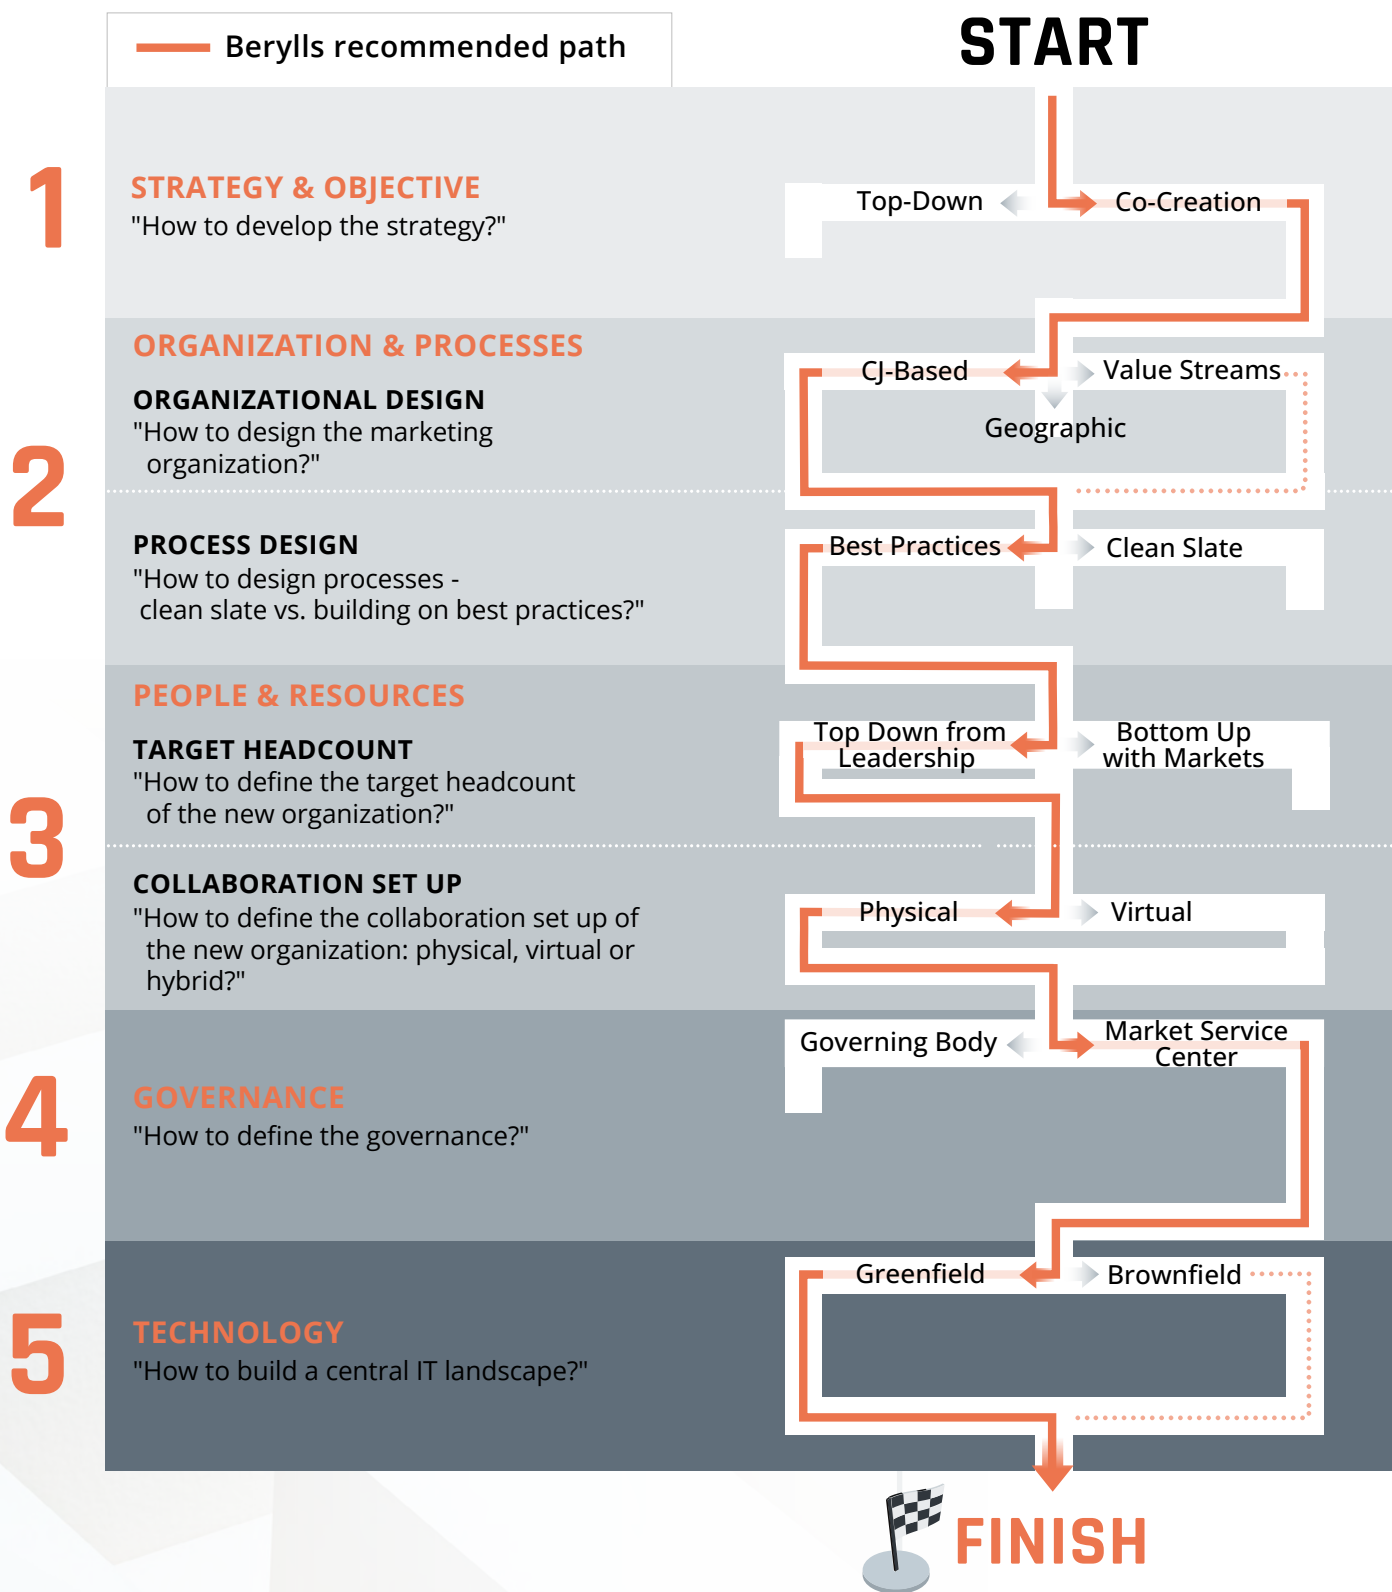 Berylls recommended path
START
1
STRATEGY & OBJECTIVE
"How to develop the strategy?"
Top-Down
Co-Creation
2
ORGANIZATION & PROCESSES
ORGANIZATIONAL DESIGN
"How to design the marketing
organization?"
CJ-Based
Value Streams
Geographic
PROCESS DESIGN
"How to design processes -
clean slate vs. building on best practices?"
Best Practices
Clean Slate
3
PEOPLE & RESOURCES
TARGET HEADCOUNT
"How to define the target headcount
of the new organization?"
Top Down from
Leadership
Bottom Up
with Markets
COLLABORATION SET UP
"How to define the collaboration set up of
the new organization: physical, virtual or
hybrid?"
Physical
Virtual
4
GOVERNANCE
"How to define the governance?"
Governing Body
Market Service
Center
5
TECHNOLOGY
"How to build a central IT landscape?"
Greenfield
Brownfield
FINISH